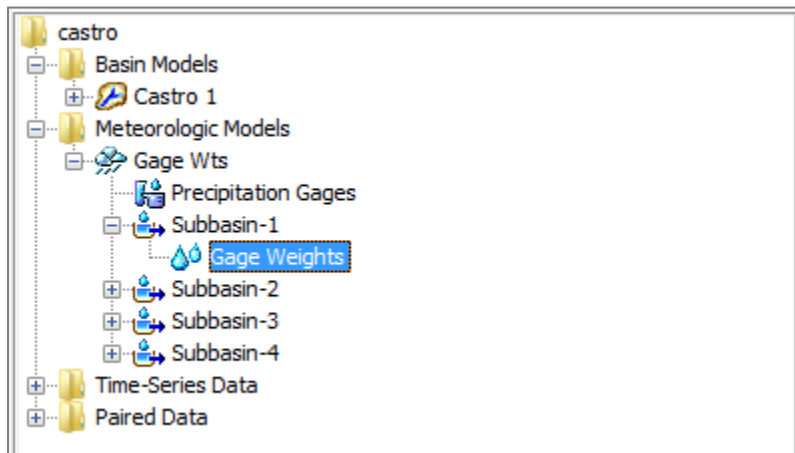 castro
Basin Models
Castro 1
Meteorologic Models
Gage Wts
Precipitation Gages
Subbasin-1
Gage Weights
Subbasin-2
Subbasin-3
Subbasin-4
Time-Series Data
Paired Data